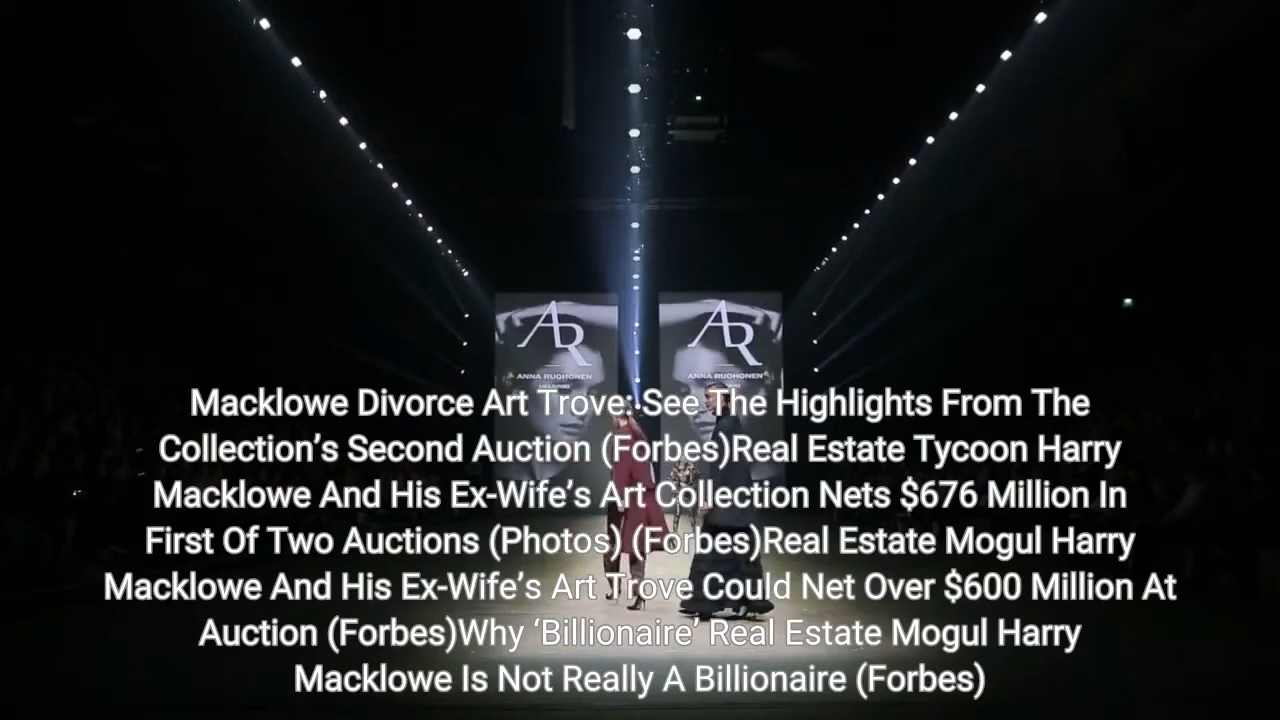 AR
ANNA RUOHONEN
HELSINKI
AR
ANNA RUOHONEN
Macklowe Divorce Art Trove: See The Highlights From The
Collection’s Second Auction (Forbes)Real Estate Tycoon Harry
Macklowe And His Ex-Wife’s Art Collection Nets $676 Million In
First Of Two Auctions (Photos) (Forbes)Real Estate Mogul Harry
Macklowe And His Ex-Wife’s Art Trove Could Net Over $600 Million At
Auction (Forbes)Why ‘Billionaire’ Real Estate Mogul Harry
Macklowe Is Not Really A Billionaire (Forbes)